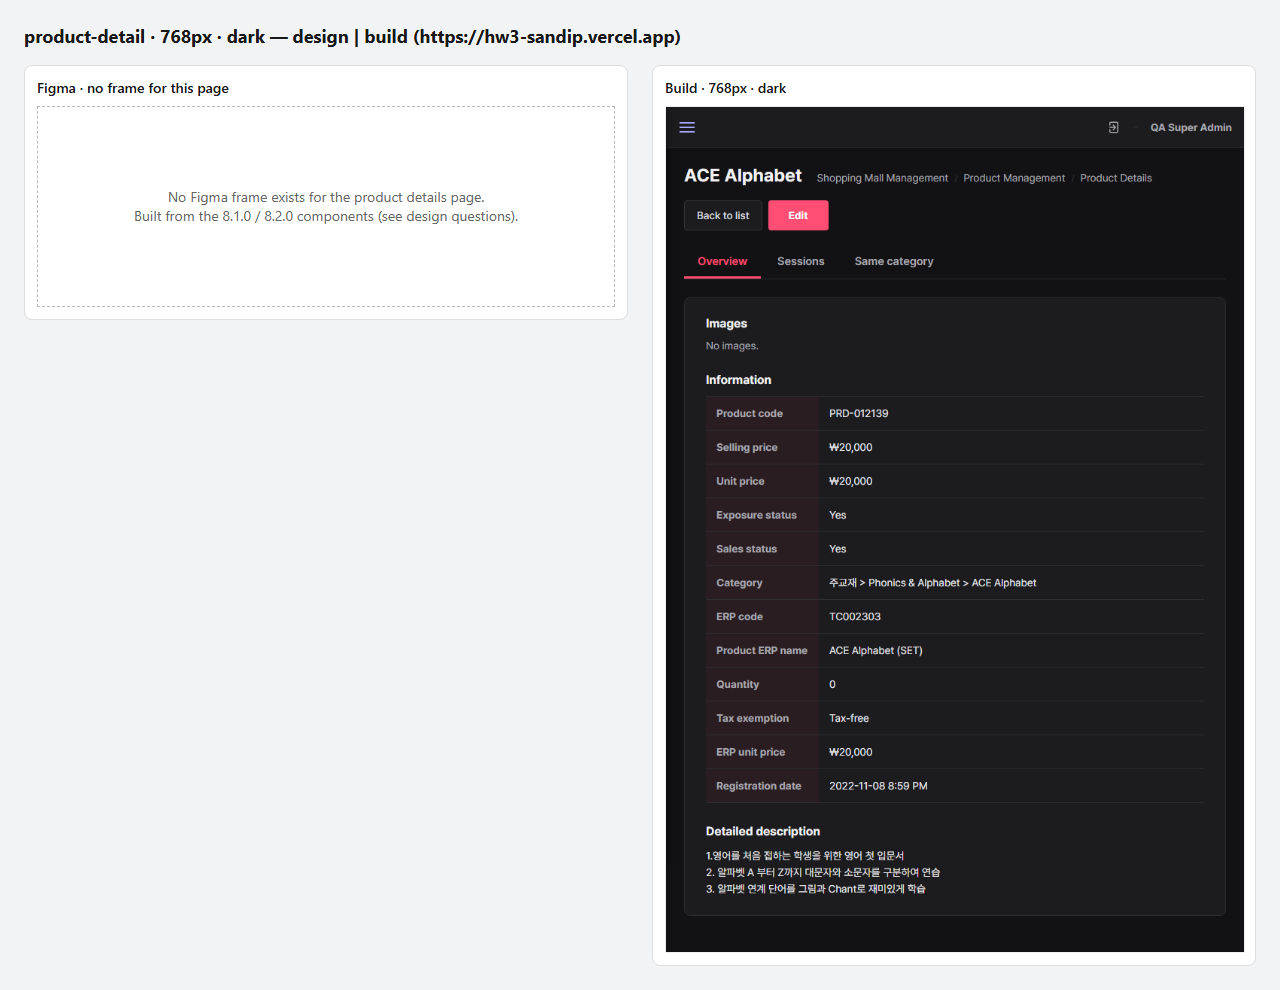 product-detail · 768px · dark — design | build (https://hw3-sandip.vercel.app)
Figma · no frame for this page
No Figma frame exists for the product details page.
Built from the 8.1.0 / 8.2.0 components (see design questions).
Build · 768px · dark
QA Super Admin
ACE Alphabet
Shopping Mall Management / Product Management / Product Details
Back to list
Edit
Overview
Sessions
Same category
Images
No images.
Information
Product code PRD-012139
Selling price ₩20,000
Unit price ₩20,000
Exposure status Yes
Sales status Yes
Category 주교재 > Phonics & Alphabet > ACE Alphabet
ERP code TC002303
Product ERP name ACE Alphabet (SET)
Quantity 0
Tax exemption Tax-free
ERP unit price ₩20,000
Registration date 2022-11-08 8:59 PM
Detailed description
1.영어를 처음 접하는 학생을 위한 영어 첫 입문서
2. 알파벳 A 부터 Z까지 대문자와 소문자를 구분하여 연습
3. 알파벳 연계 단어를 그림과 Chant로 재미있게 학습